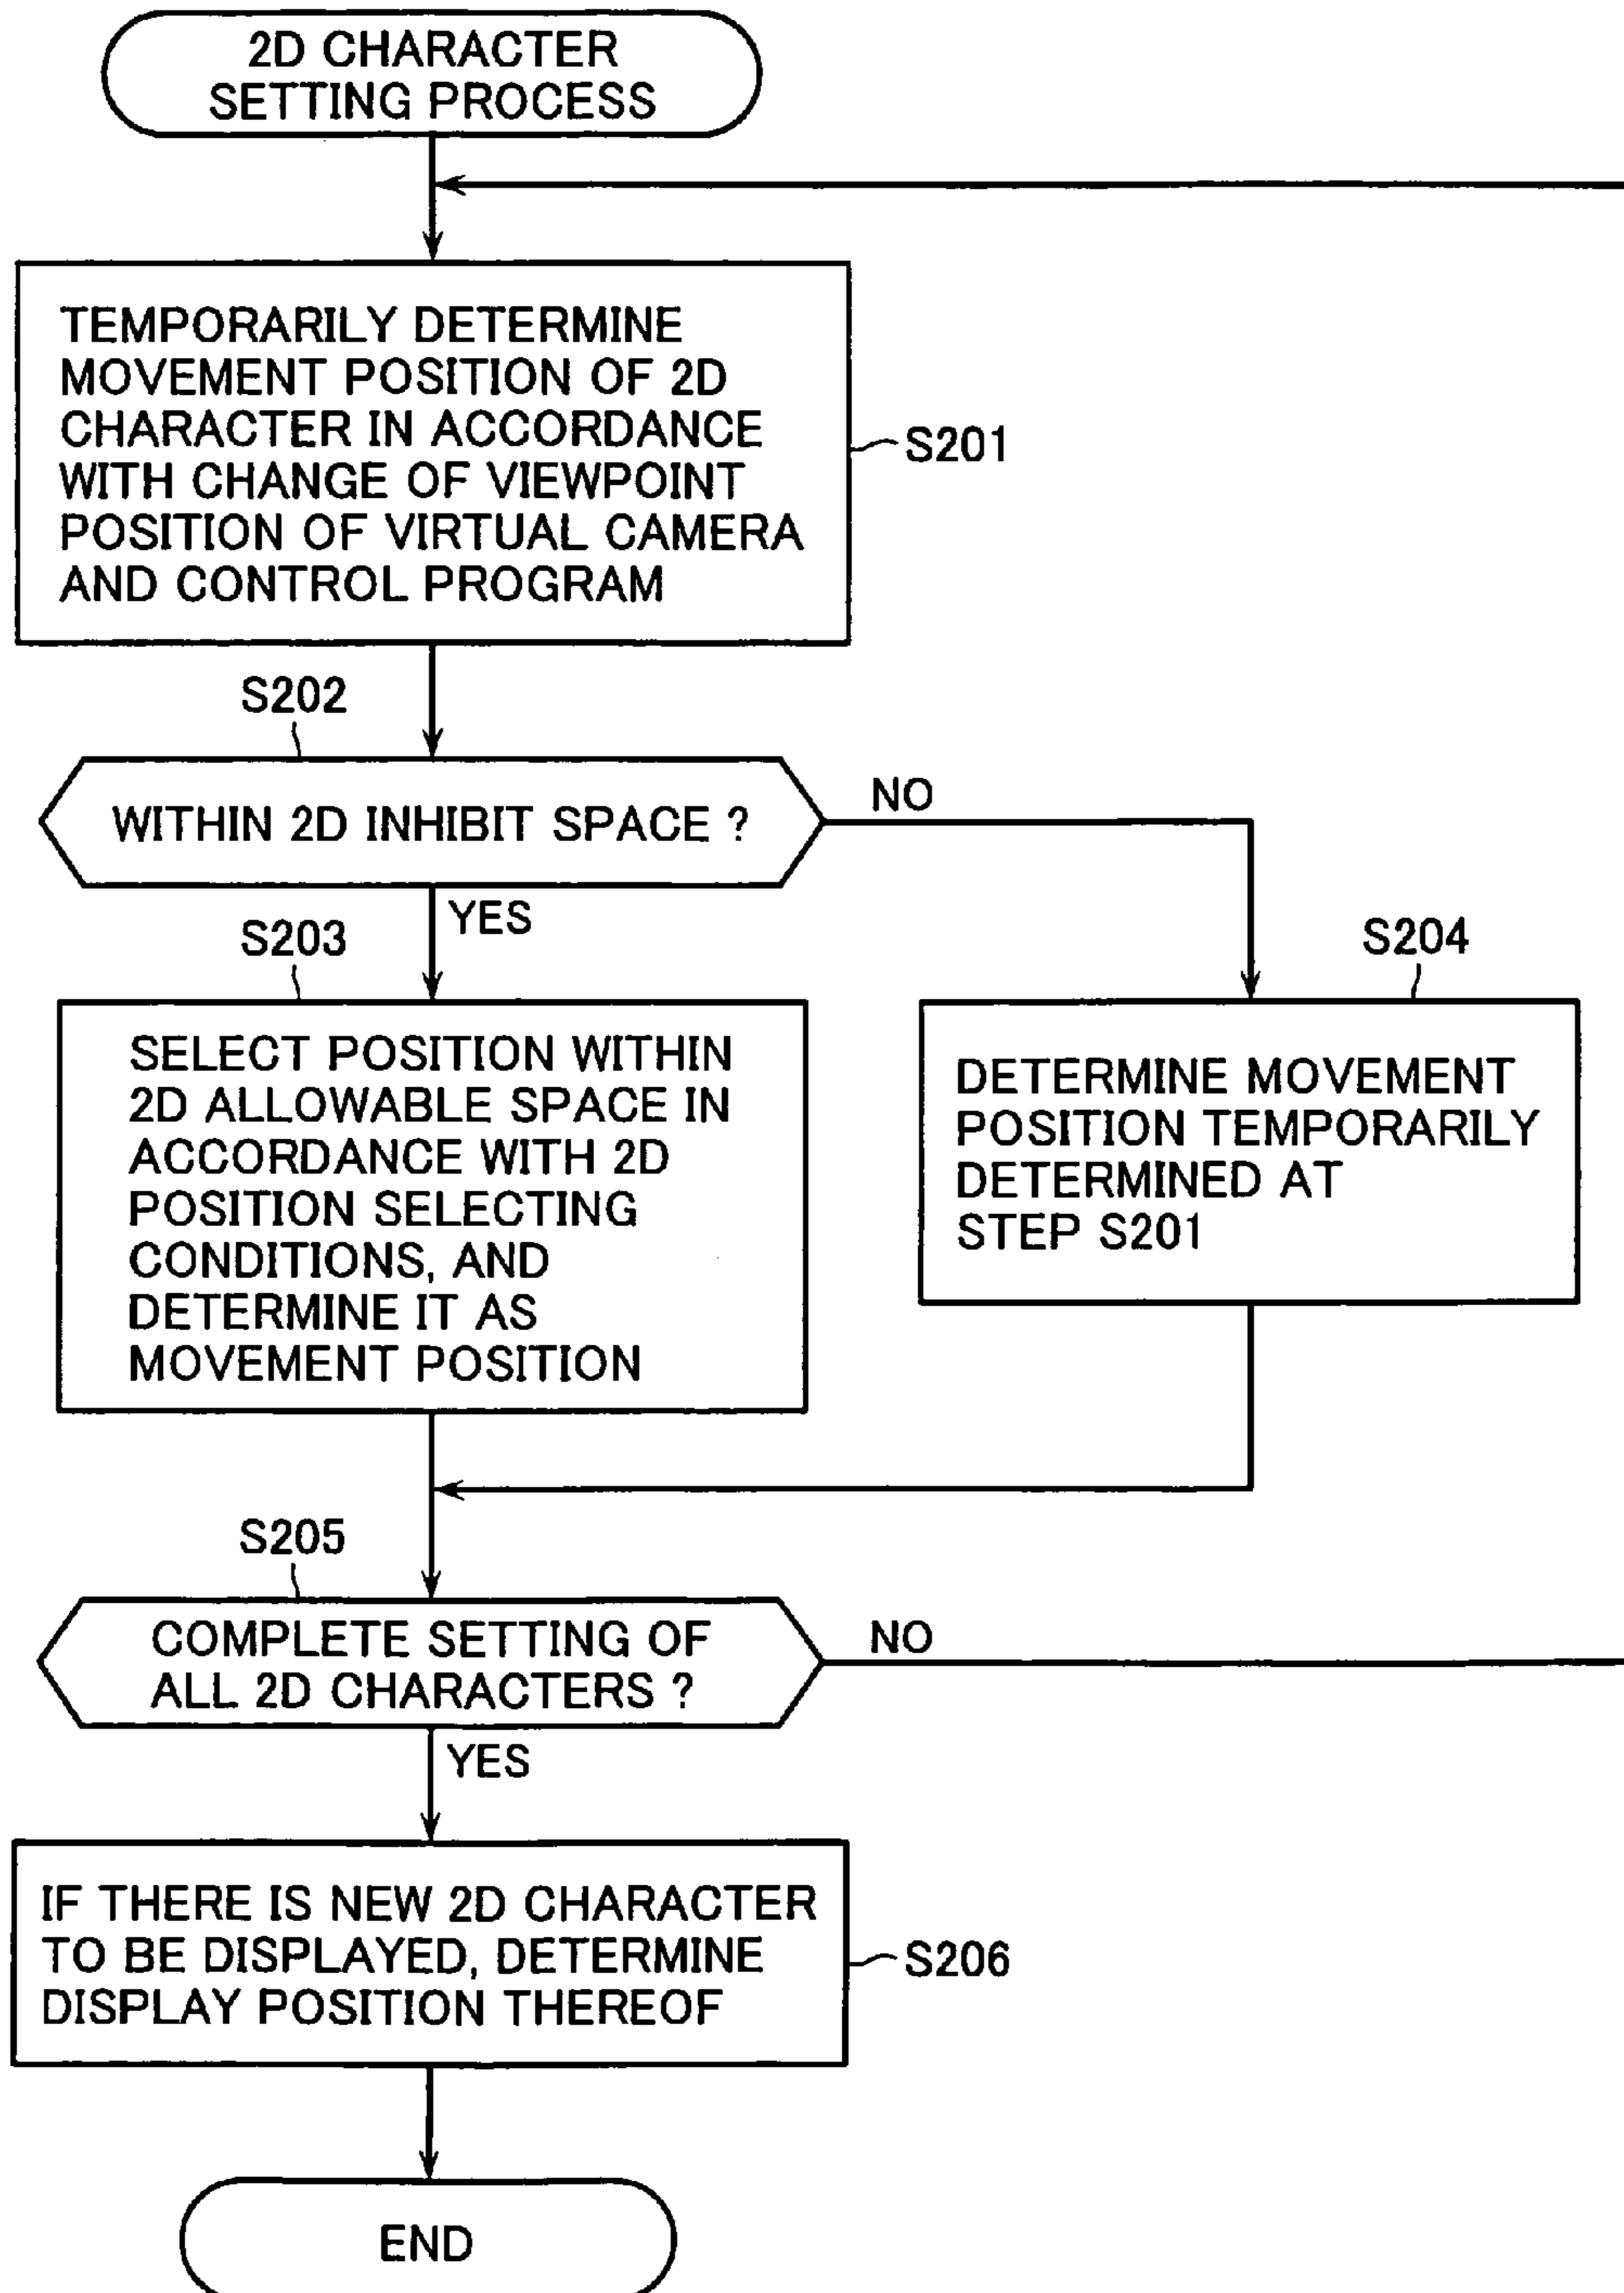 2D CHARACTER
SETTING PROCESS
TEMPORARILY DETERMINE
MOVEMENT POSITION OF 2D
CHARACTER IN ACCORDANCE
WITH CHANGE OF VIEWPOINT
POSITION OF VIRTUAL CAMERA
AND CONTROL PROGRAM
S201
S202
WITHIN 2D INHIBIT SPACE ?
NO
YES
S203
SELECT POSITION WITHIN
2D ALLOWABLE SPACE IN
ACCORDANCE WITH 2D
POSITION SELECTING
CONDITIONS, AND
DETERMINE IT AS
MOVEMENT POSITION
S204
DETERMINE MOVEMENT
POSITION TEMPORARILY
DETERMINED AT
STEP S201
S205
COMPLETE SETTING OF
ALL 2D CHARACTERS ?
NO
YES
IF THERE IS NEW 2D CHARACTER
TO BE DISPLAYED, DETERMINE
DISPLAY POSITION THEREOF
S206
END